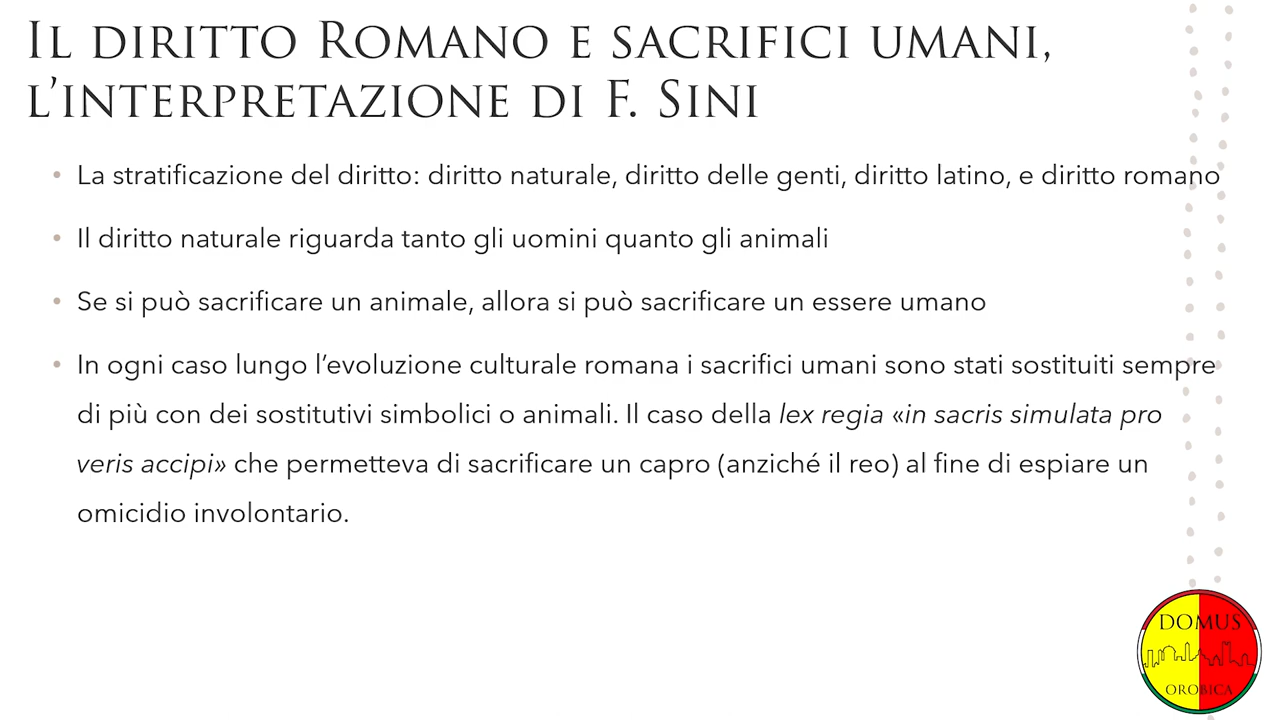 Il diritto Romano e sacrifici umani,
l’interpretazione di F. Sini
• La stratificazione del diritto: diritto naturale, diritto delle genti, diritto latino, e diritto romano
• Il diritto naturale riguarda tanto gli uomini quanto gli animali
• Se si può sacrificare un animale, allora si può sacrificare un essere umano
• In ogni caso lungo l’evoluzione culturale romana i sacrifici umani sono stati sostituiti sempre
di più con dei sostitutivi simbolici o animali. Il caso della lex regia «in sacris simulata pro
veris accipi» che permetteva di sacrificare un capro (anziché il reo) al fine di espiare un
omicidio involontario.
DOMUS
OROBICA